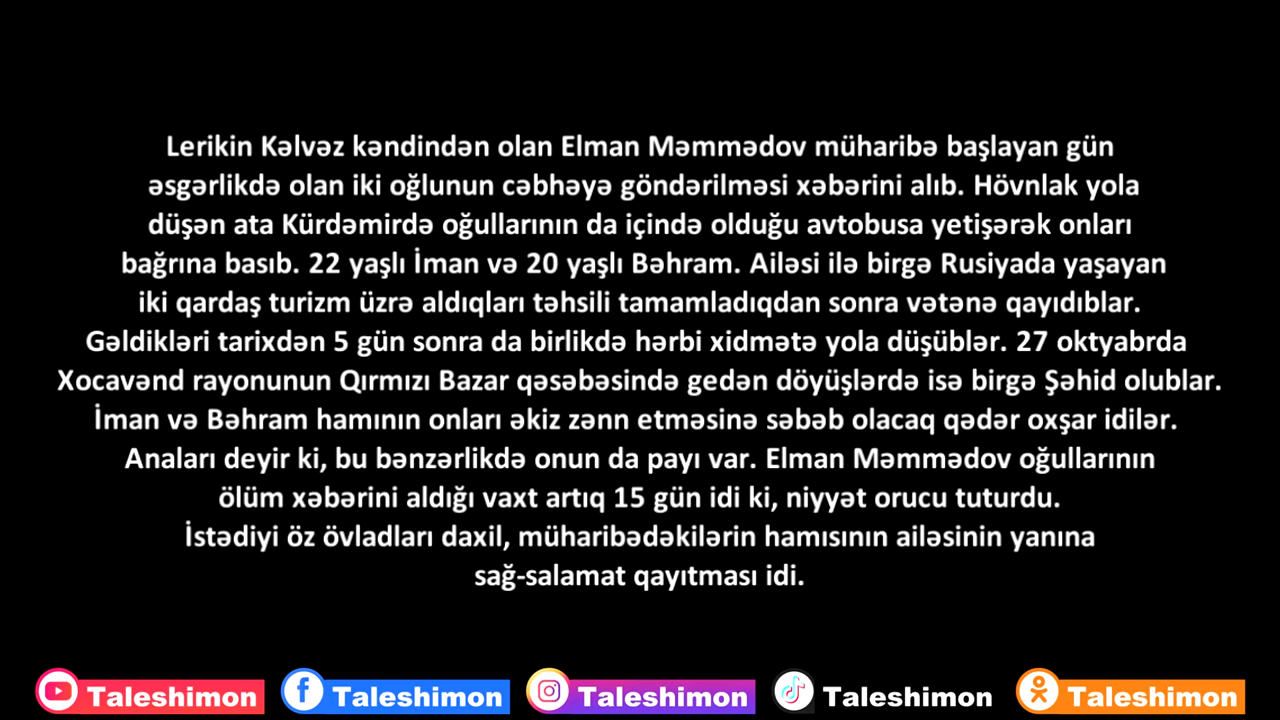 Lerikin Kəlvəz kəndindən olan Elman Məmmədov müharibə başlayan gün
əsgərlikdə olan iki oğlunun cəbhəyə göndərilməsi xəbərini alıb. Hövnlak yola
düşən ata Kürdəmirdə oğullarının da içində olduğu avtobusa yetişərək onları
bağrına basıb. 22 yaşlı İman və 20 yaşlı Bəhram. Ailəsi ilə birgə Rusiyada yaşayan
iki qardaş turizm üzrə aldıqları təhsili tamamladıqdan sonra vətənə qayıdıblar.
Gəldikləri tarixdən 5 gün sonra da birlikdə hərbi xidmətə yola düşüblər. 27 oktyabrda
Xocavənd rayonunun Qırmızı Bazar qəsəbəsində gedən döyüşlərdə isə birgə Şəhid olublar.
İman və Bəhram hamının onları əkiz zənn etməsinə səbəb olacaq qədər oxşar idilər.
Anaları deyir ki, bu bənzərlikdə onun da payı var. Elman Məmmədov oğullarının
ölüm xəbərini aldığı vaxt artıq 15 gün idi ki, niyyət orucu tuturdu.
İstədiyi öz övladları daxil, müharibədəkilərin hamısının ailəsinin yanına
sağ-salamat qayıtması idi.
Taleshimon Taleshimon Taleshimon Taleshimon Taleshimon